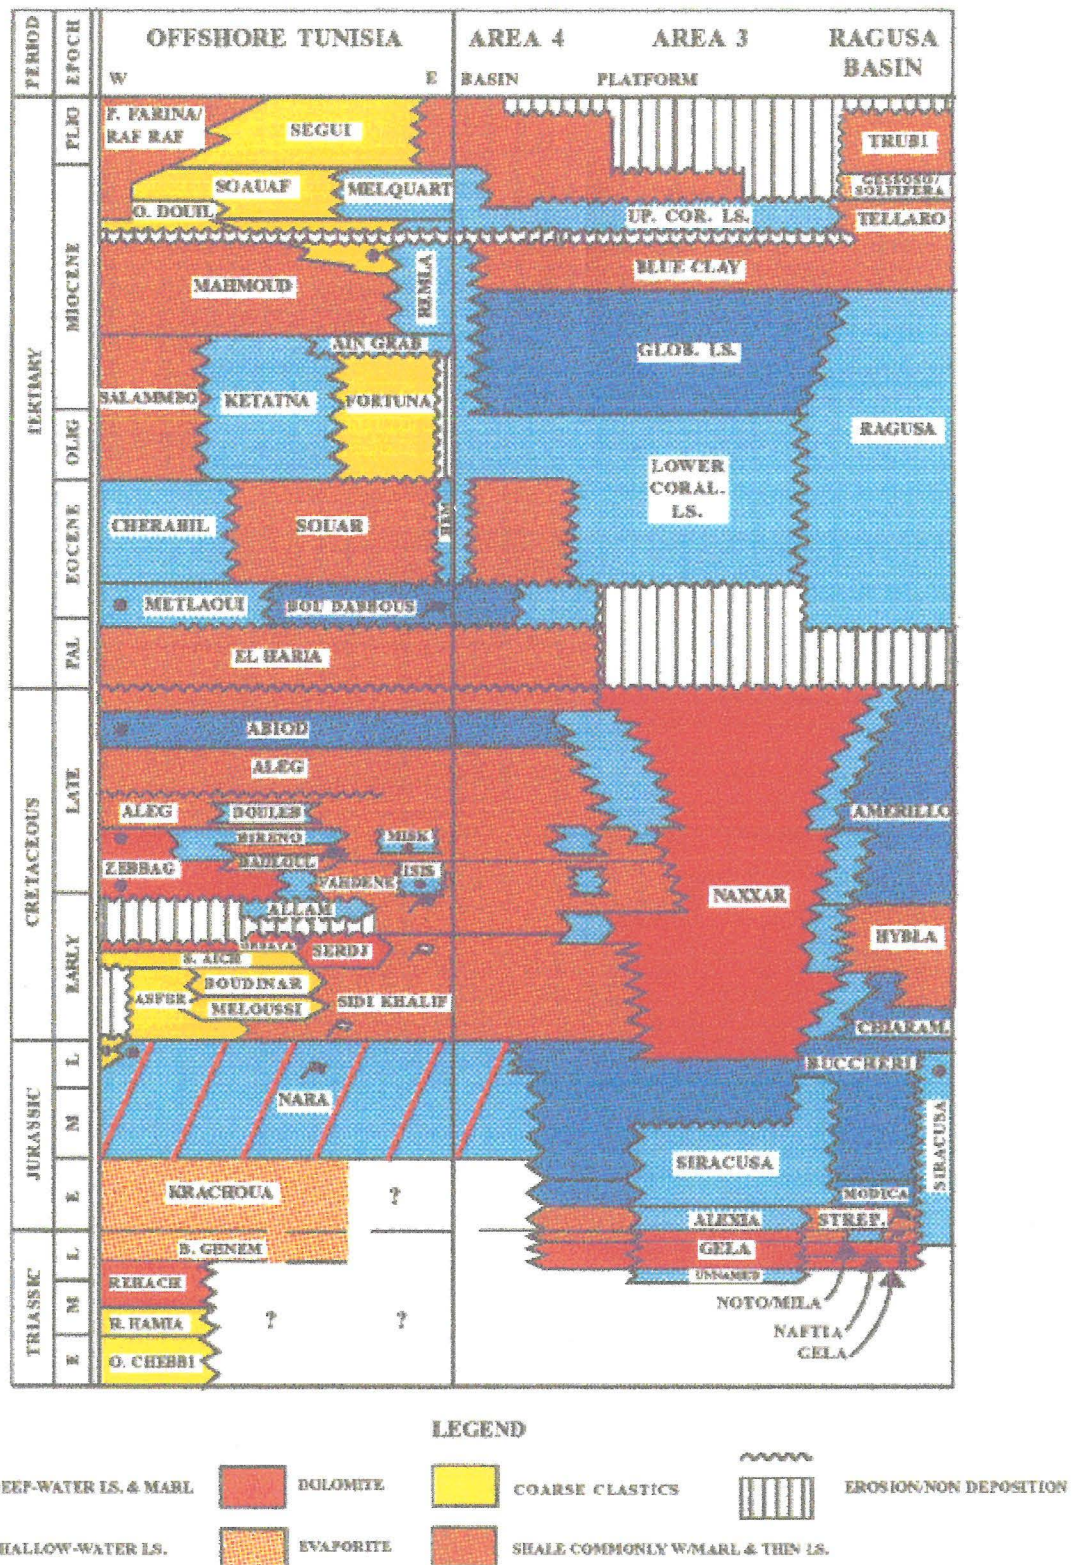 PERIOD
EPOCH
OFFSHORE TUNISIA
W
E
AREA 4
BASIN
AREA 3
PLATFORM
RAGUSA
BASIN
TERTIARY
PLIO
MIOCENE
OLIG
EOCENE
PAL
CRETACEOUS
LATE
EARLY
JURASSIC
L
M
E
TRIASSIC
L
M
E
P. FARINA/
RAF RAF
SEGUI
SOAUAF
MELQUART
O. DOUIL
MAHMOUD
REMLA
AIN GRAB
SALAMMBO
KETATNA
FORTUNA
CHERAHIL
SOUAR
METLAOUI
BOU DABBOUS
EL HARIA
ABIOD
ALEG
ALEG
DOULEB
BIRENO
MISK
BAHLOUL
ZEBBAG
FAHDENE
ISIS
ALLAM
SERDJ
S. AICH
ASFER
BOUDINAR
MELOUSSI
SIDI KHALIF
NARA
KRACHOUA
?
B. GHNEM
REHACH
R. HAMIA
?
?
O. CHEBBI
TRUBI
GESSOSO/
SOLFIFERA
UP. COR. LS.
TELLARO
BLUE CLAY
GLOB. LS.
RAGUSA
LOWER
CORAL.
LS.
AMERILLO
NAXXAR
HYBLA
CHIARAM.
BUCCHERI
SIRACUSA
SIRACUSA
MODICA
ALEXIA
STREP.
GELA
UNNAMED
NOTO/MILA
NAFTIA
GELA
LEGEND
EEP-WATER LS. & MARL
DOLOMITE
COARSE CLASTICS
EROSION/NON DEPOSITION
HALLOW-WATER LS.
EVAPORITE
SHALE COMMONLY W/MARL & THIN LS.